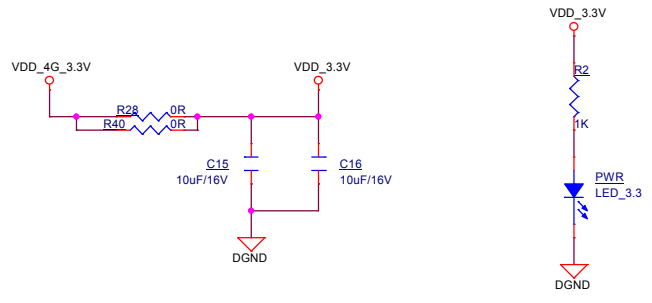 VDD_3.3V
VDD_4G_3.3V
VDD_3.3V
R2
R28
0R
R40
0R
1K
C15
10uF/16V
C16
10uF/16V
PWR
LED_3.3
DGND
DGND